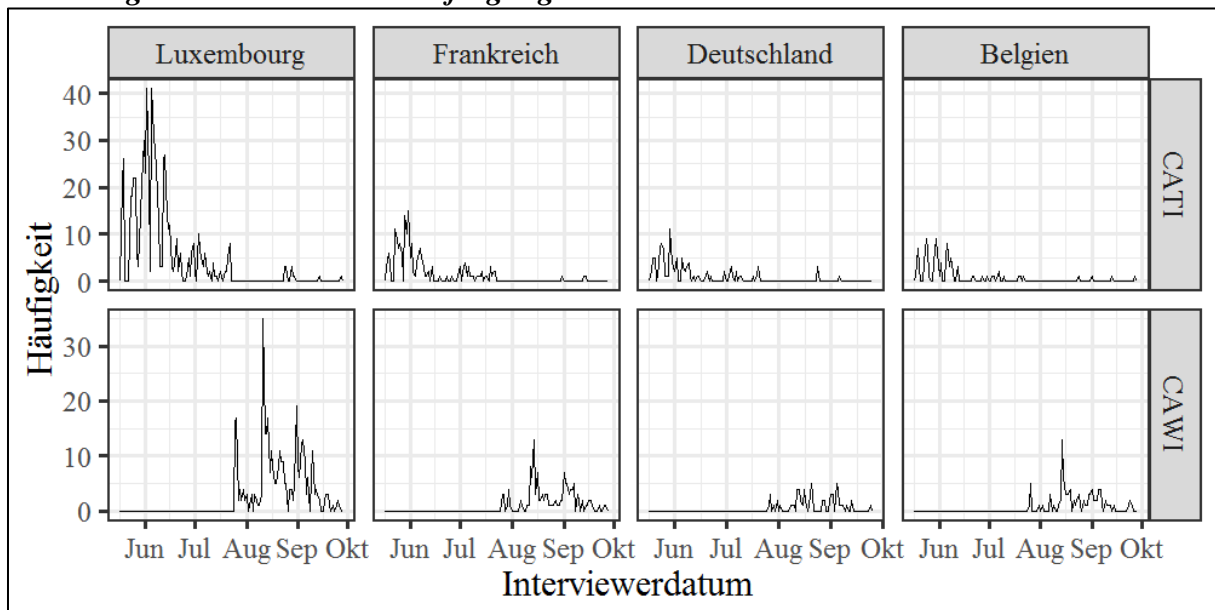 Luxembourg Frankreich Deutschland Belgien
40
30
20
10
0
CATI
30
20
10
0
CAWI
Häufigkeit
Jun Jul Aug Sep Okt Jun Jul Aug Sep Okt Jun Jul Aug Sep Okt Jun Jul Aug Sep Okt
Interviewerdatum